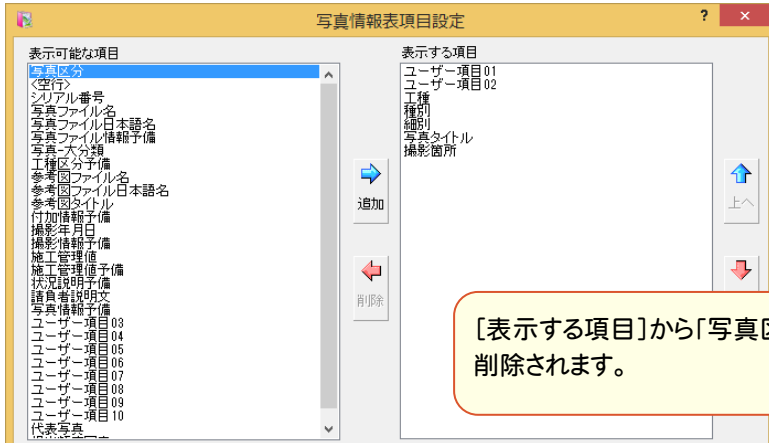 写真情報表項目設定
?
×
表示可能な項目
写真区分
<空行>
シリアル番号
写真ファイル名
写真ファイル日本語名
写真ファイル情報予備
写真-大分類
工種区分予備
参考図ファイル名
参考図ファイル日本語名
参考図タイトル
付加情報予備
撮影年月日
撮影情報予備
施工管理値
施工管理値予備
状況説明予備
請負者説明文
写真情報予備
ユーザー項目03
ユーザー項目04
ユーザー項目05
ユーザー項目06
ユーザー項目07
ユーザー項目08
ユーザー項目09
ユーザー項目10
代表写真
追加
削除
表示する項目
ユーザー項目01
ユーザー項目02
工種
種別
細別
写真タイトル
撮影箇所
上へ
[表示する項目]から「写真区
削除されます。